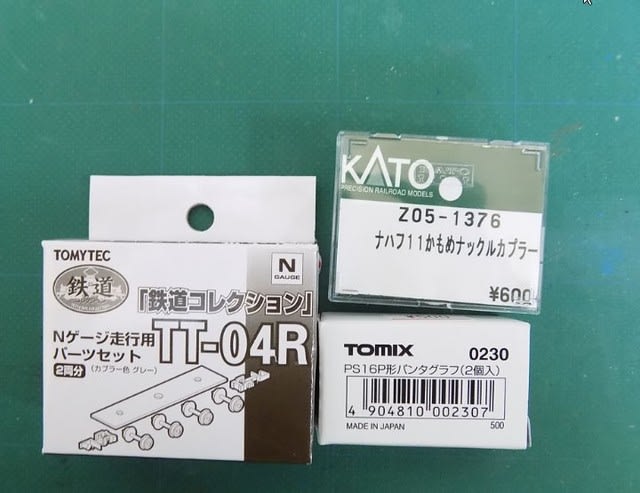 TOMYTEC
鉄道
N
GAUGE
「鉄道コレクション」
Nゲージ走行用
パーツセット
TT-04R
2両分
(カプラー色 グレー)
KATO
PRECISION RAILROAD MODELS
Z05-1376
ナハフ11かもめナックルカプラー
¥600
TOMIX 0230
PS16P形パンタグラフ(2個入)
4 904810 002307
MADE IN JAPAN 500